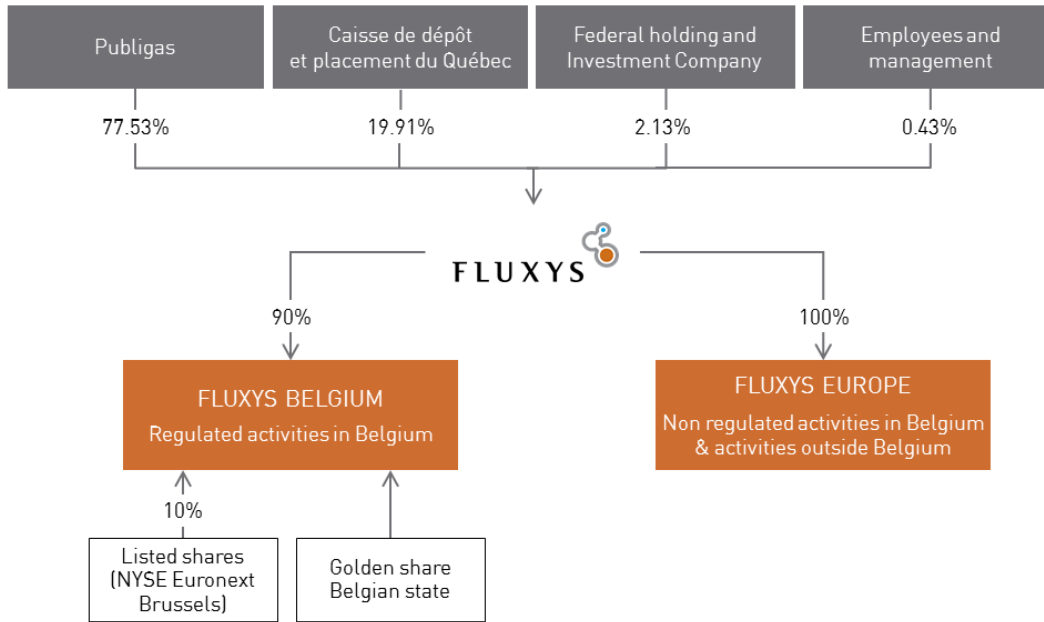 Publigas
Caisse de dépôt
et placement du Québec
Federal holding and
Investment Company
Employees and
management
77.53%
19.91%
2.13%
0.43%
FLUXYS
90%
100%
FLUXYS BELGIUM
Regulated activities in Belgium
FLUXYS EUROPE
Non regulated activities in Belgium
& activities outside Belgium
10%
Listed shares
(NYSE Euronext
Brussels)
Golden share
Belgian state